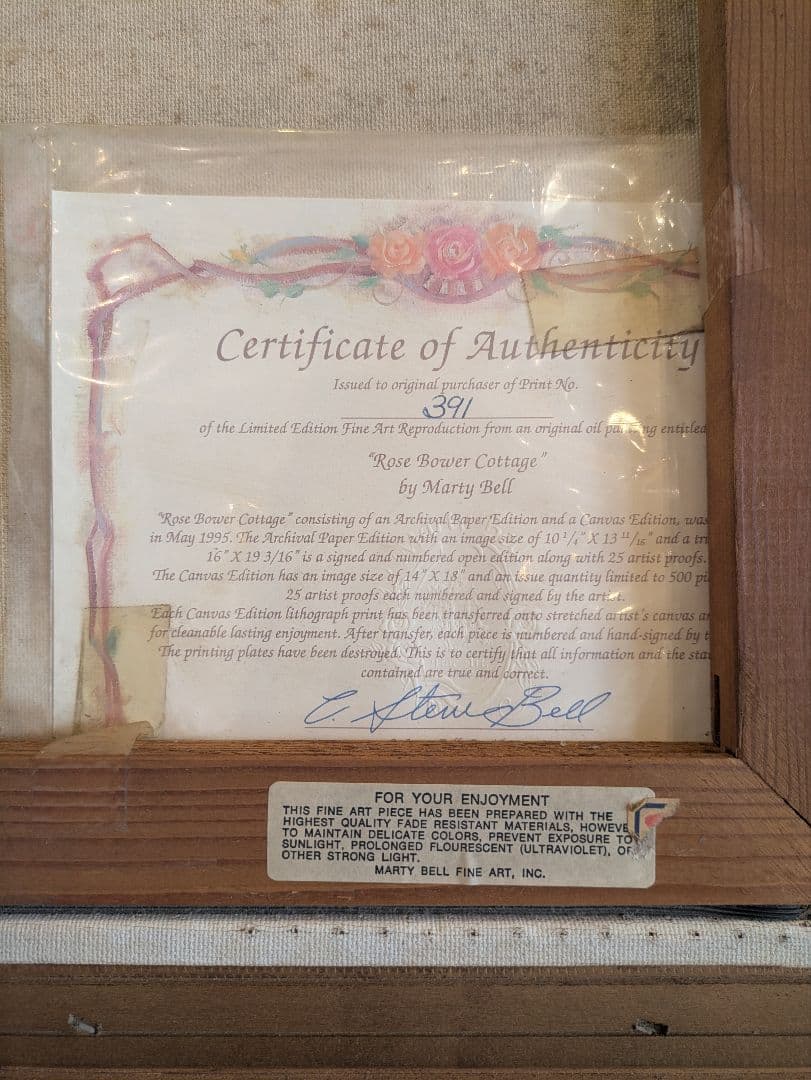 Certificate of Authenticity
Issued to original purchaser of Print No.
391
of the Limited Edition Fine Art Reproduction from an original oil pa ng entitled
"Rose Bower Cottage"
by Marty Bell
"Rose Bower Cottage" consisting of an Archival Paper Edition and a Canvas Edition, was
in May 1995. The Archival Paper Edition with an image size of 10 1/4" X 13 11/16" and a tri
16" X 19 3/16" is a signed and numbered open edition along with 25 artist proofs.
The Canvas Edition has an image size of 14" X 18" and an issue quantity limited to 500 pi
25 artist proofs each numbered and signed by the artist.
Each Canvas Edition lithograph print has been transferred onto stretched artist's canvas an
for cleanable lasting enjoyment. After transfer, each piece is numbered and hand-signed by t
The printing plates have been destroyed. This is to certify that all information and the sta
contained are true and correct.
C. Steve Bell
FOR YOUR ENJOYMENT
THIS FINE ART PIECE HAS BEEN PREPARED WITH THE
HIGHEST QUALITY FADE RESISTANT MATERIALS, HOWEVE
TO MAINTAIN DELICATE COLORS, PREVENT EXPOSURE TO
SUNLIGHT, PROLONGED FLOURESCENT (ULTRAVIOLET), OR
OTHER STRONG LIGHT.
MARTY BELL FINE ART, INC.